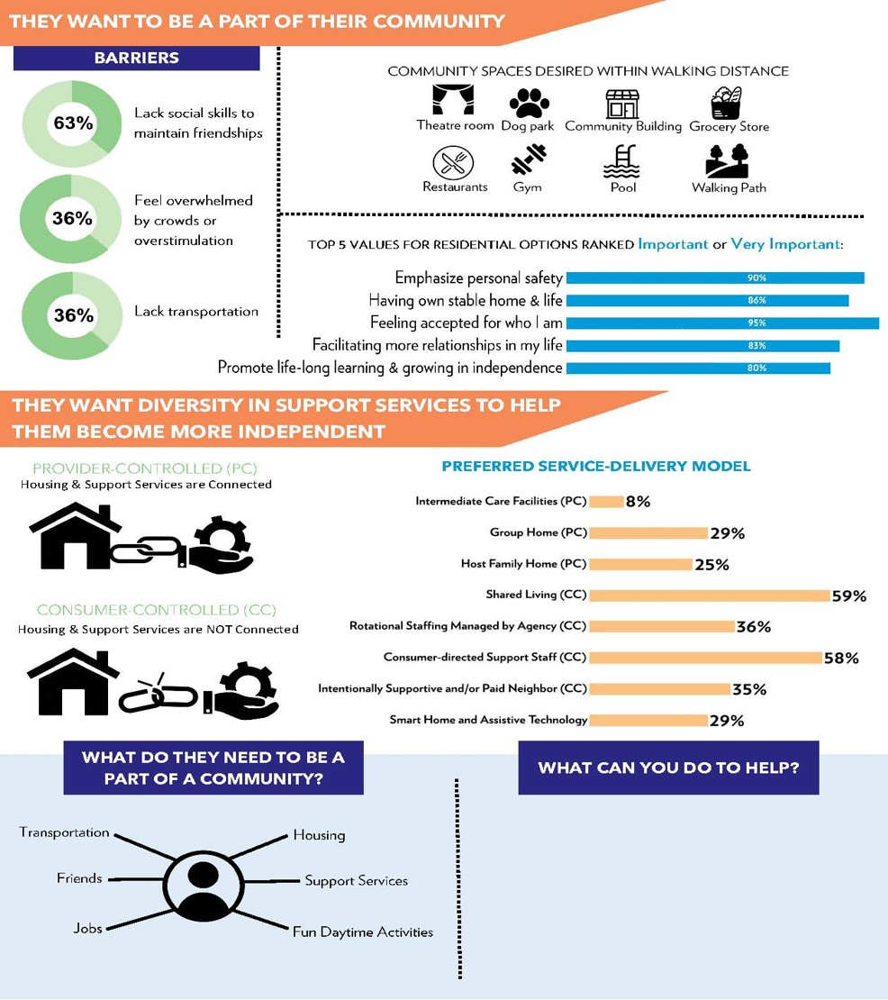 THEY WANT TO BE A PART OF THEIR COMMUNITY
BARRIERS
63%
Lack social skills to
maintain friendships
36%
Feel overwhelmed
by crowds or
overstimulation
36%
Lack transportation
COMMUNITY SPACES DESIRED WITHIN WALKING DISTANCE
Theatre room Dog park Community Building Grocery Store
Restaurants Gym Pool Walking Path
TOP 5 VALUES FOR RESIDENTIAL OPTIONS RANKED Important or Very Important:
Emphasize personal safety 90%
Having own stable home & life 86%
Feeling accepted for who I am 95%
Facilitating more relationships in my life 83%
Promote life-long learning & growing in independence 80%
THEY WANT DIVERSITY IN SUPPORT SERVICES TO HELP
THEM BECOME MORE INDEPENDENT
PROVIDER-CONTROLLED (PC)
Housing & Support Services are Connected
CONSUMER-CONTROLLED (CC)
Housing & Support Services are NOT Connected
PREFERRED SERVICE-DELIVERY MODEL
Intermediate Care Facilities (PC) 8%
Group Home (PC) 29%
Host Family Home (PC) 25%
Shared Living (CC) 59%
Rotational Staffing Managed by Agency (CC) 36%
Consumer-directed Support Staff (CC) 58%
Intentionally Supportive and/or Paid Neighbor (CC) 35%
Smart Home and Assistive Technology 29%
WHAT DO THEY NEED TO BE A
PART OF A COMMUNITY?
Transportation
Housing
Friends
Support Services
Jobs
Fun Daytime Activities
WHAT CAN YOU DO TO HELP?